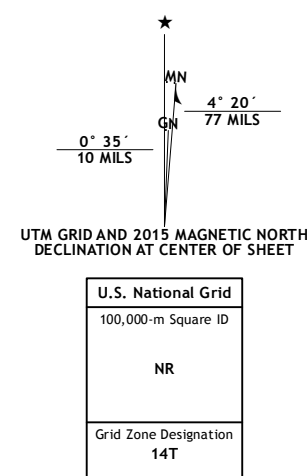 MN
4° 20´
77 MILS
GN
0° 35´
10 MILS
UTM GRID AND 2015 MAGNETIC NORTH
DECLINATION AT CENTER OF SHEET
U.S. National Grid
100,000-m Square ID
NR
Grid Zone Designation
14T